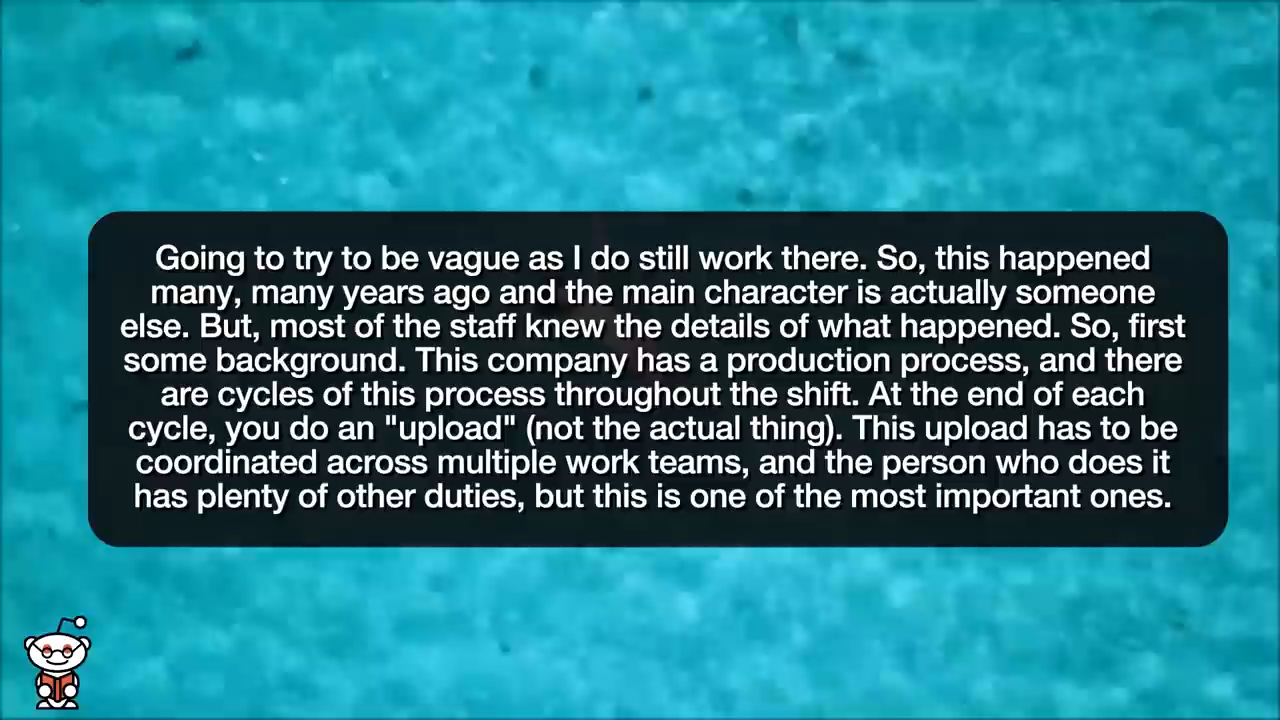 Going to try to be vague as I do still work there. So, this happened
many, many years ago and the main character is actually someone
else. But, most of the staff knew the details of what happened. So, first
some background. This company has a production process, and there
are cycles of this process throughout the shift. At the end of each
cycle, you do an "upload" (not the actual thing). This upload has to be
coordinated across multiple work teams, and the person who does it
has plenty of other duties, but this is one of the most important ones.